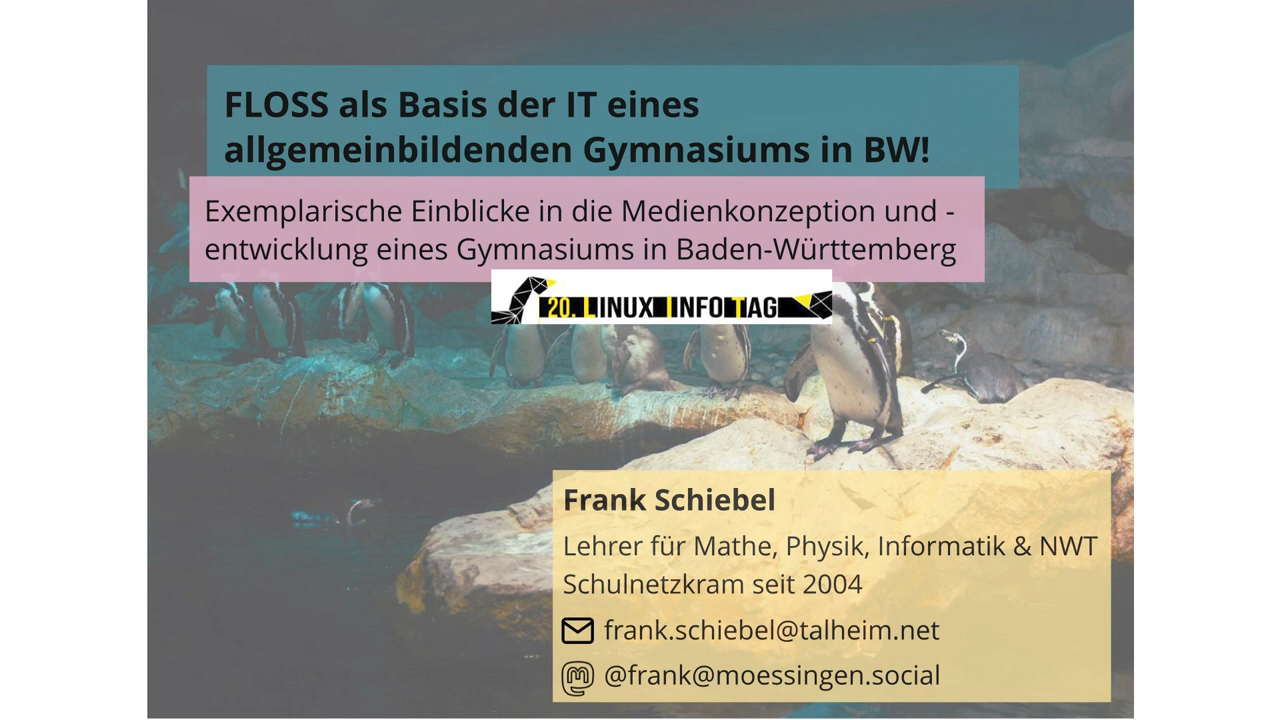 FLOSS als Basis der IT eines
allgemeinbildenden Gymnasiums in BW!
Exemplarische Einblicke in die Medienkonzeption und -
entwicklung eines Gymnasiums in Baden-Württemberg
20. LINUX INFO TAG
Frank Schiebel
Lehrer für Mathe, Physik, Informatik & NWT
Schulnetzkram seit 2004
frank.schiebel@talheim.net
@frank@moessingen.social